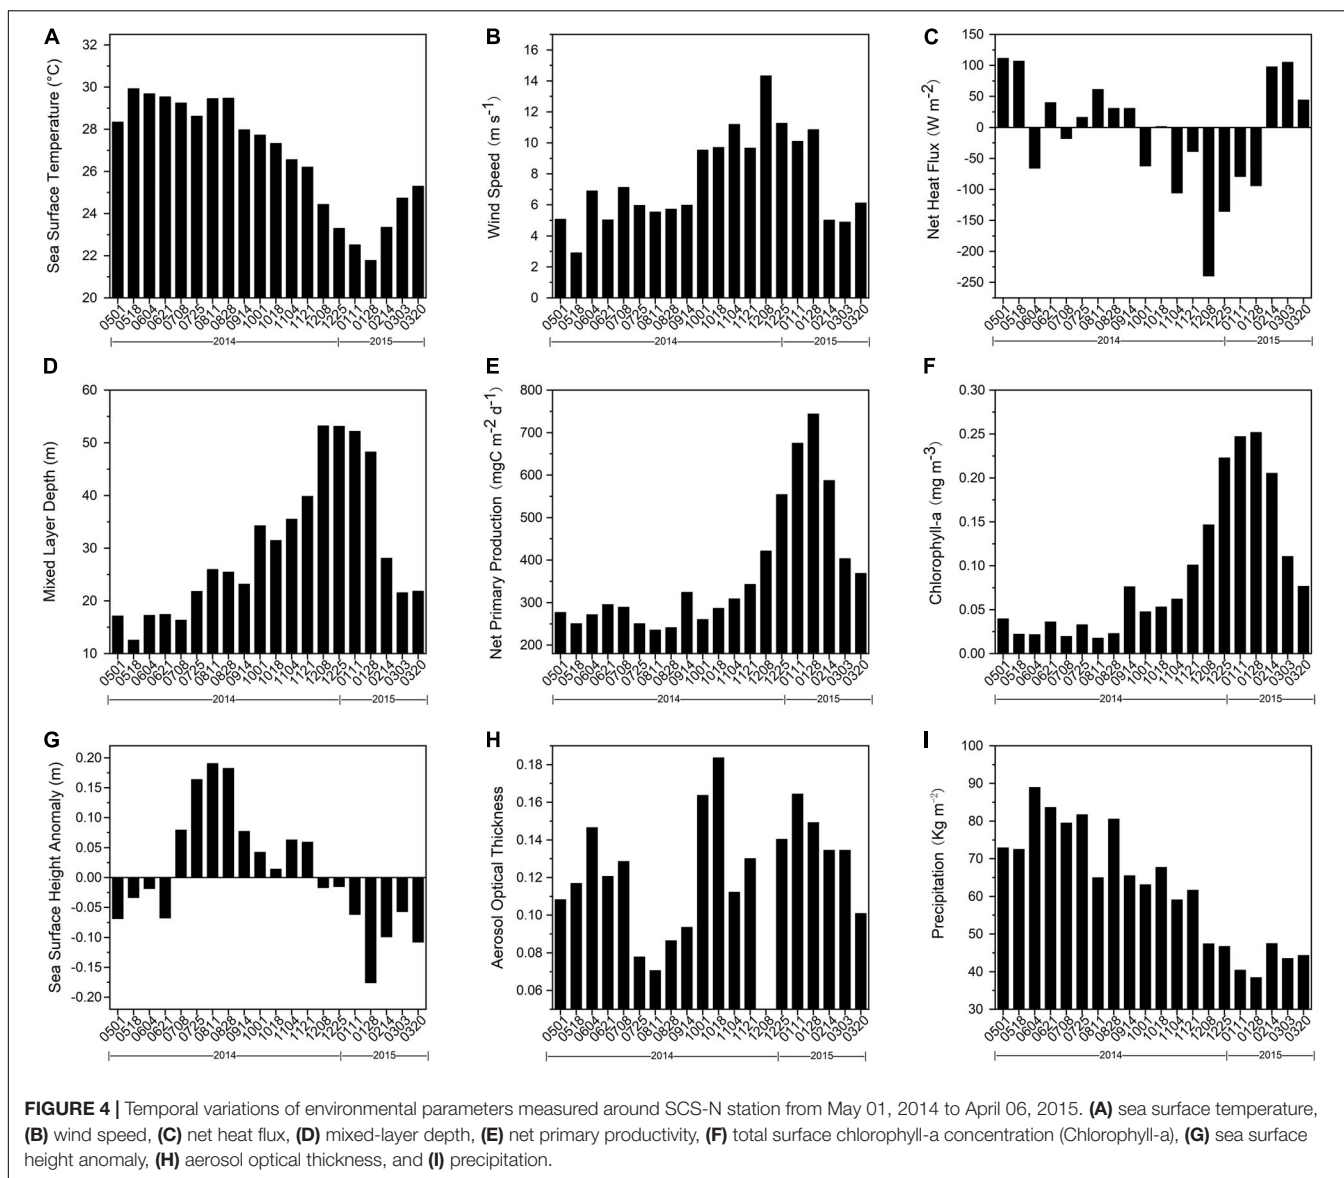 A
Sea Surface Temperature (°C)
32
30
28
26
24
22
20
0501 0518 0604 0621 0708 0725 0811 0828 0914 1001 1018 1104 1121 1208 1225 0111 0128 0214 0303 0320
2014 2015
B
Wind Speed (m s-1)
16
14
12
10
8
6
4
2
0
0501 0518 0604 0621 0708 0725 0811 0828 0914 1001 1018 1104 1121 1208 1225 0111 0128 0214 0303 0320
2014 2015
C
Net Heat Flux (W m-2)
150
100
50
0
-50
-100
-150
-200
-250
0501 0518 0604 0621 0708 0725 0811 0828 0914 1001 1018 1104 1121 1208 1225 0111 0128 0214 0303 0320
2014 2015
D
Mixed Layer Depth (m)
60
50
40
30
20
10
0501 0518 0604 0621 0708 0725 0811 0828 0914 1001 1018 1104 1121 1208 1225 0111 0128 0214 0303 0320
2014 2015
E
Net Primary Production (mgC m-2 d-1)
800
700
600
500
400
300
200
0501 0518 0604 0621 0708 0725 0811 0828 0914 1001 1018 1104 1121 1208 1225 0111 0128 0214 0303 0320
2014 2015
F
Chlorophyll-a (mg m-3)
0.30
0.25
0.20
0.15
0.10
0.05
0.00
0501 0518 0604 0621 0708 0725 0811 0828 0914 1001 1018 1104 1121 1208 1225 0111 0128 0214 0303 0320
2014 2015
G
Sea Surface Height Anomaly (m)
0.20
0.15
0.10
0.05
0.00
-0.05
-0.10
-0.15
-0.20
0501 0518 0604 0621 0708 0725 0811 0828 0914 1001 1018 1104 1121 1208 1225 0111 0128 0214 0303 0320
2014 2015
H
Aerosol Optical Thickness
0.18
0.16
0.14
0.12
0.10
0.08
0.06
0501 0518 0604 0621 0708 0725 0811 0828 0914 1001 1018 1104 1121 1208 1225 0111 0128 0214 0303 0320
2014 2015
I
Precipitation (Kg m-2)
100
90
80
70
60
50
40
30
0501 0518 0604 0621 0708 0725 0811 0828 0914 1001 1018 1104 1121 1208 1225 0111 0128 0214 0303 0320
2014 2015
FIGURE 4 | Temporal variations of environmental parameters measured around SCS-N station from May 01, 2014 to April 06, 2015. (A) sea surface temperature,
(B) wind speed, (C) net heat flux, (D) mixed-layer depth, (E) net primary productivity, (F) total surface chlorophyll-a concentration (Chlorophyll-a), (G) sea surface
height anomaly, (H) aerosol optical thickness, and (I) precipitation.